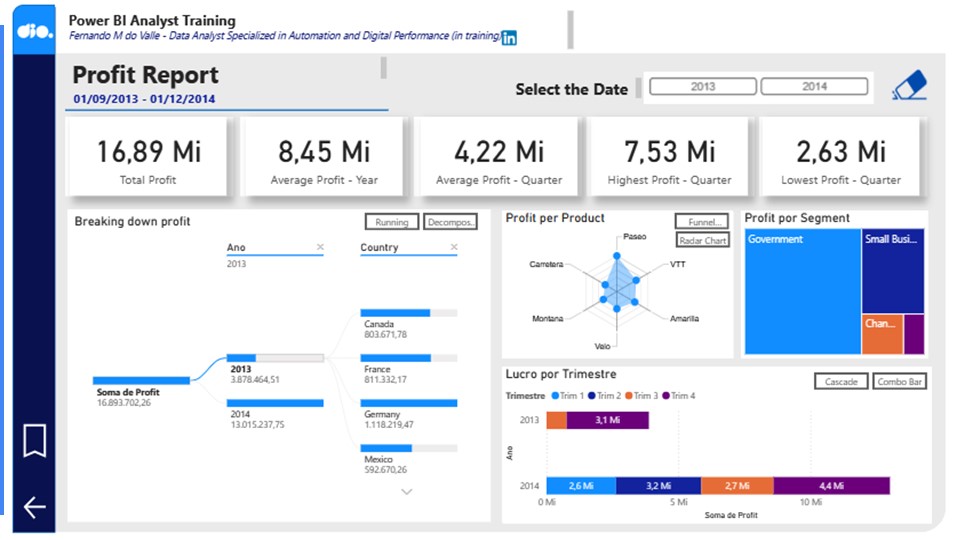 dio.
Power BI Analyst Training
Fernando M do Valle - Data Analyst Specialized in Automation and Digital Performance (in training)
in
Profit Report
01/09/2013 - 01/12/2014
Select the Date
2013
2014
16,89 Mi
Total Profit
8,45 Mi
Average Profit - Year
4,22 Mi
Average Profit - Quarter
7,53 Mi
Highest Profit - Quarter
2,63 Mi
Lowest Profit - Quarter
Breaking down profit
Running
Decompos..
Ano
2013
Country
Soma de Profit
16.893.702,26
2013
3.878.464,51
2014
13.015.237,75
Canada
803.671,78
France
811.332,17
Germany
1.118.219,47
Mexico
592.670,26
Profit per Product
Funnel...
Radar Chart
Paseo
VTT
Amarilla
Velo
Montana
Carretera
Profit por Segment
Government
Small Busi...
Chan...
Lucro por Trimestre
Cascade
Combo Bar
Trimestre Trim 1 Trim 2 Trim 3 Trim 4
Ano
2013
3,1 Mi
2014
2,6 Mi
3,2 Mi
2,7 Mi
4,4 Mi
0 Mi
5 Mi
10 Mi
Soma de Profit